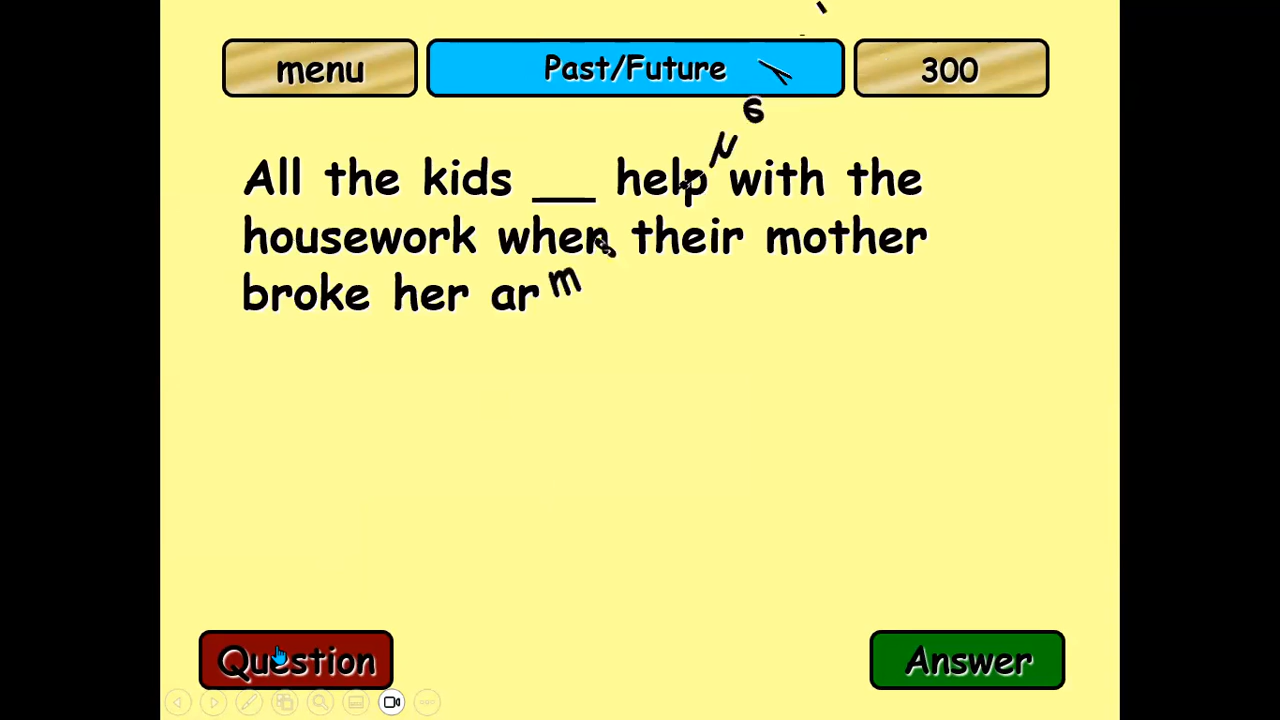 menu
Past/Future
300
All the kids __ help with the
housework when their mother
broke her arm
Question
Answer